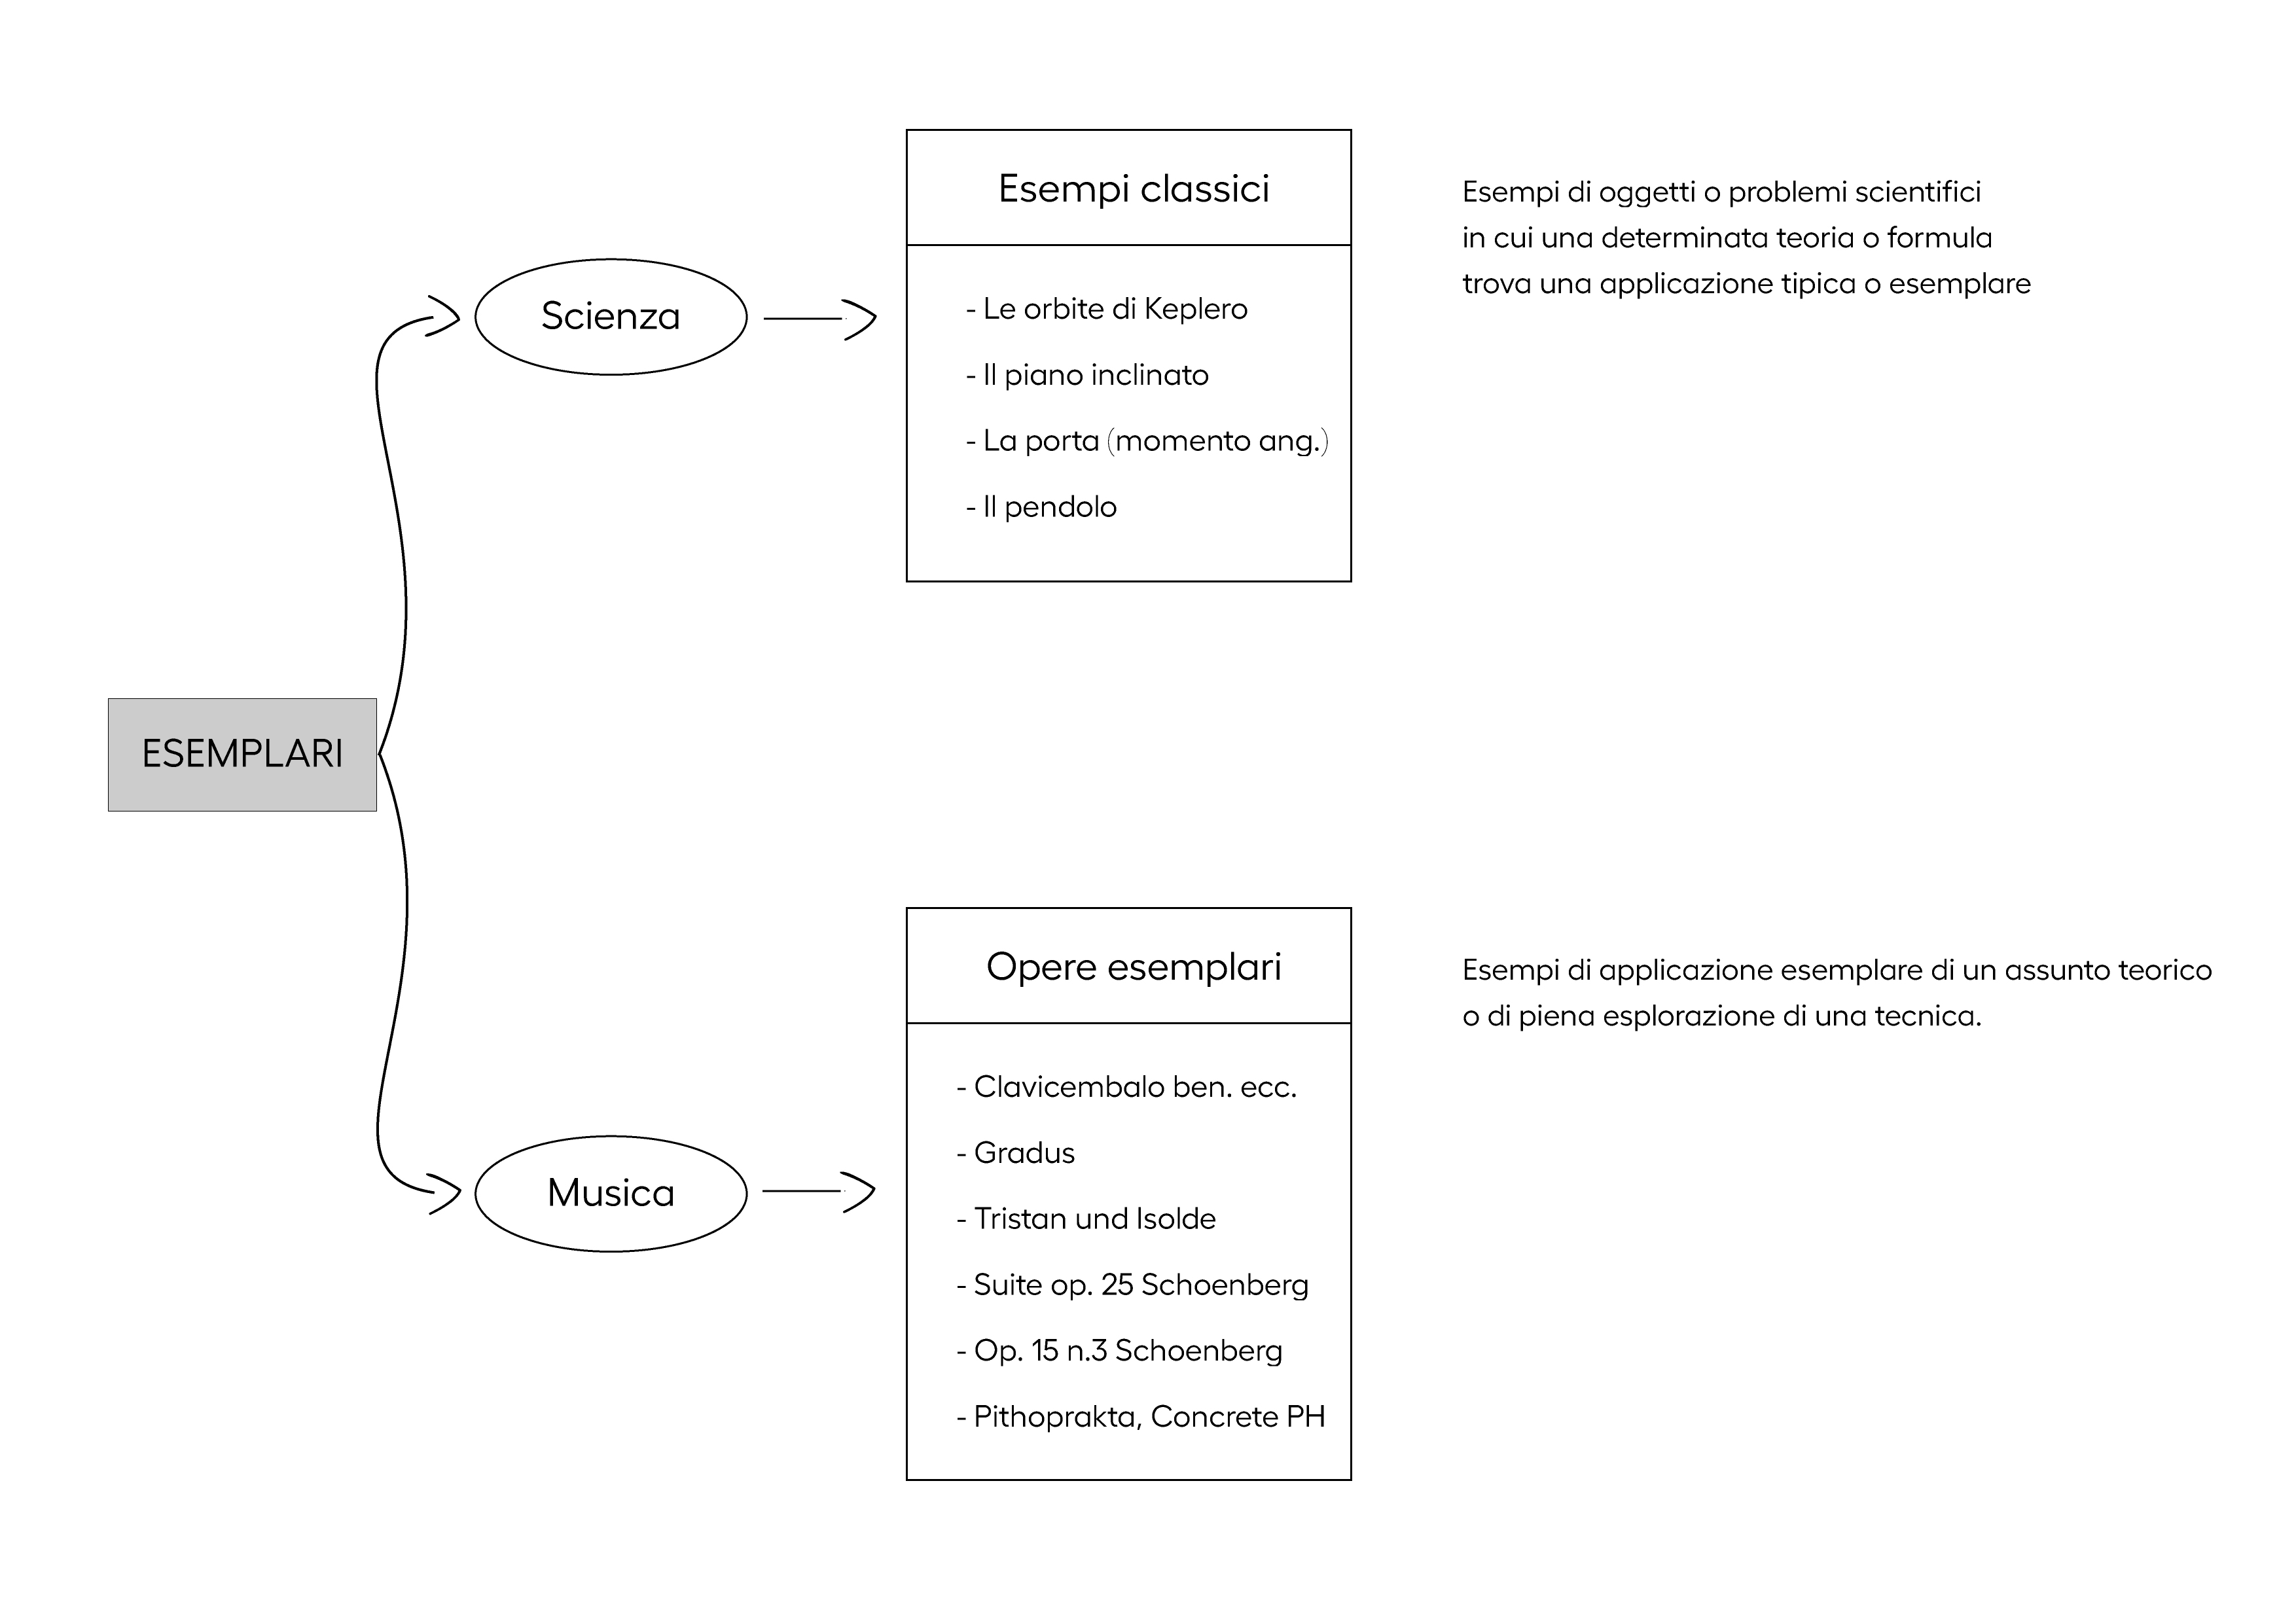 ESEMPLARI
Scienza
Esempi classici
- Le orbite di Keplero
- Il piano inclinato
- La porta (momento ang.)
- Il pendolo
Esempi di oggetti o problemi scientifici
in cui una determinata teoria o formula
trova una applicazione tipica o esemplare
Musica
Opere esemplari
- Clavicembalo ben. ecc.
- Gradus
- Tristan und Isolde
- Suite op. 25 Schoenberg
- Op. 15 n.3 Schoenberg
- Pithoprakta, Concrete PH
Esempi di applicazione esemplare di un assunto teorico
o di piena esplorazione di una tecnica.